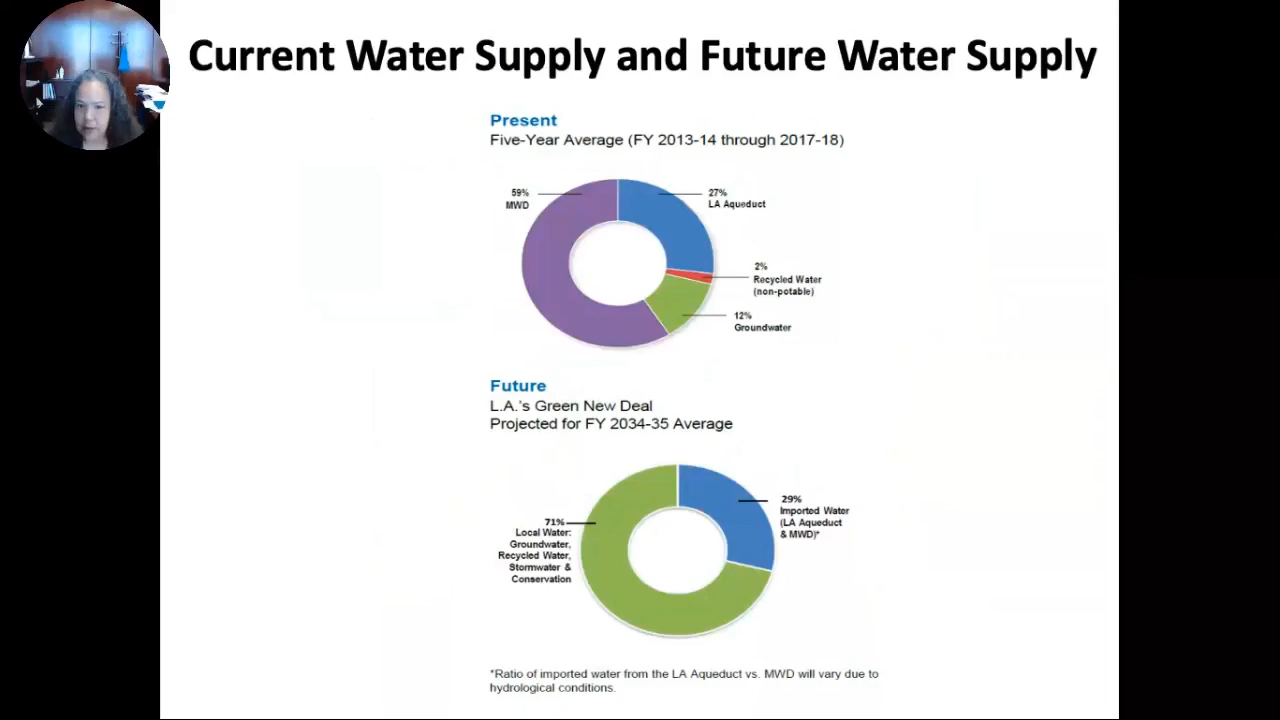 Current Water Supply and Future Water Supply
Present
Five-Year Average (FY 2013-14 through 2017-18)
59%
MWD
27%
LA Aqueduct
2%
Recycled Water
(non-potable)
12%
Groundwater
Future
L.A.'s Green New Deal
Projected for FY 2034-35 Average
29%
Imported Water
(LA Aqueduct
& MWD)*
71%
Local Water:
Groundwater,
Recycled Water,
Stormwater &
Conservation
*Ratio of imported water from the LA Aqueduct vs. MWD will vary due to
hydrological conditions.